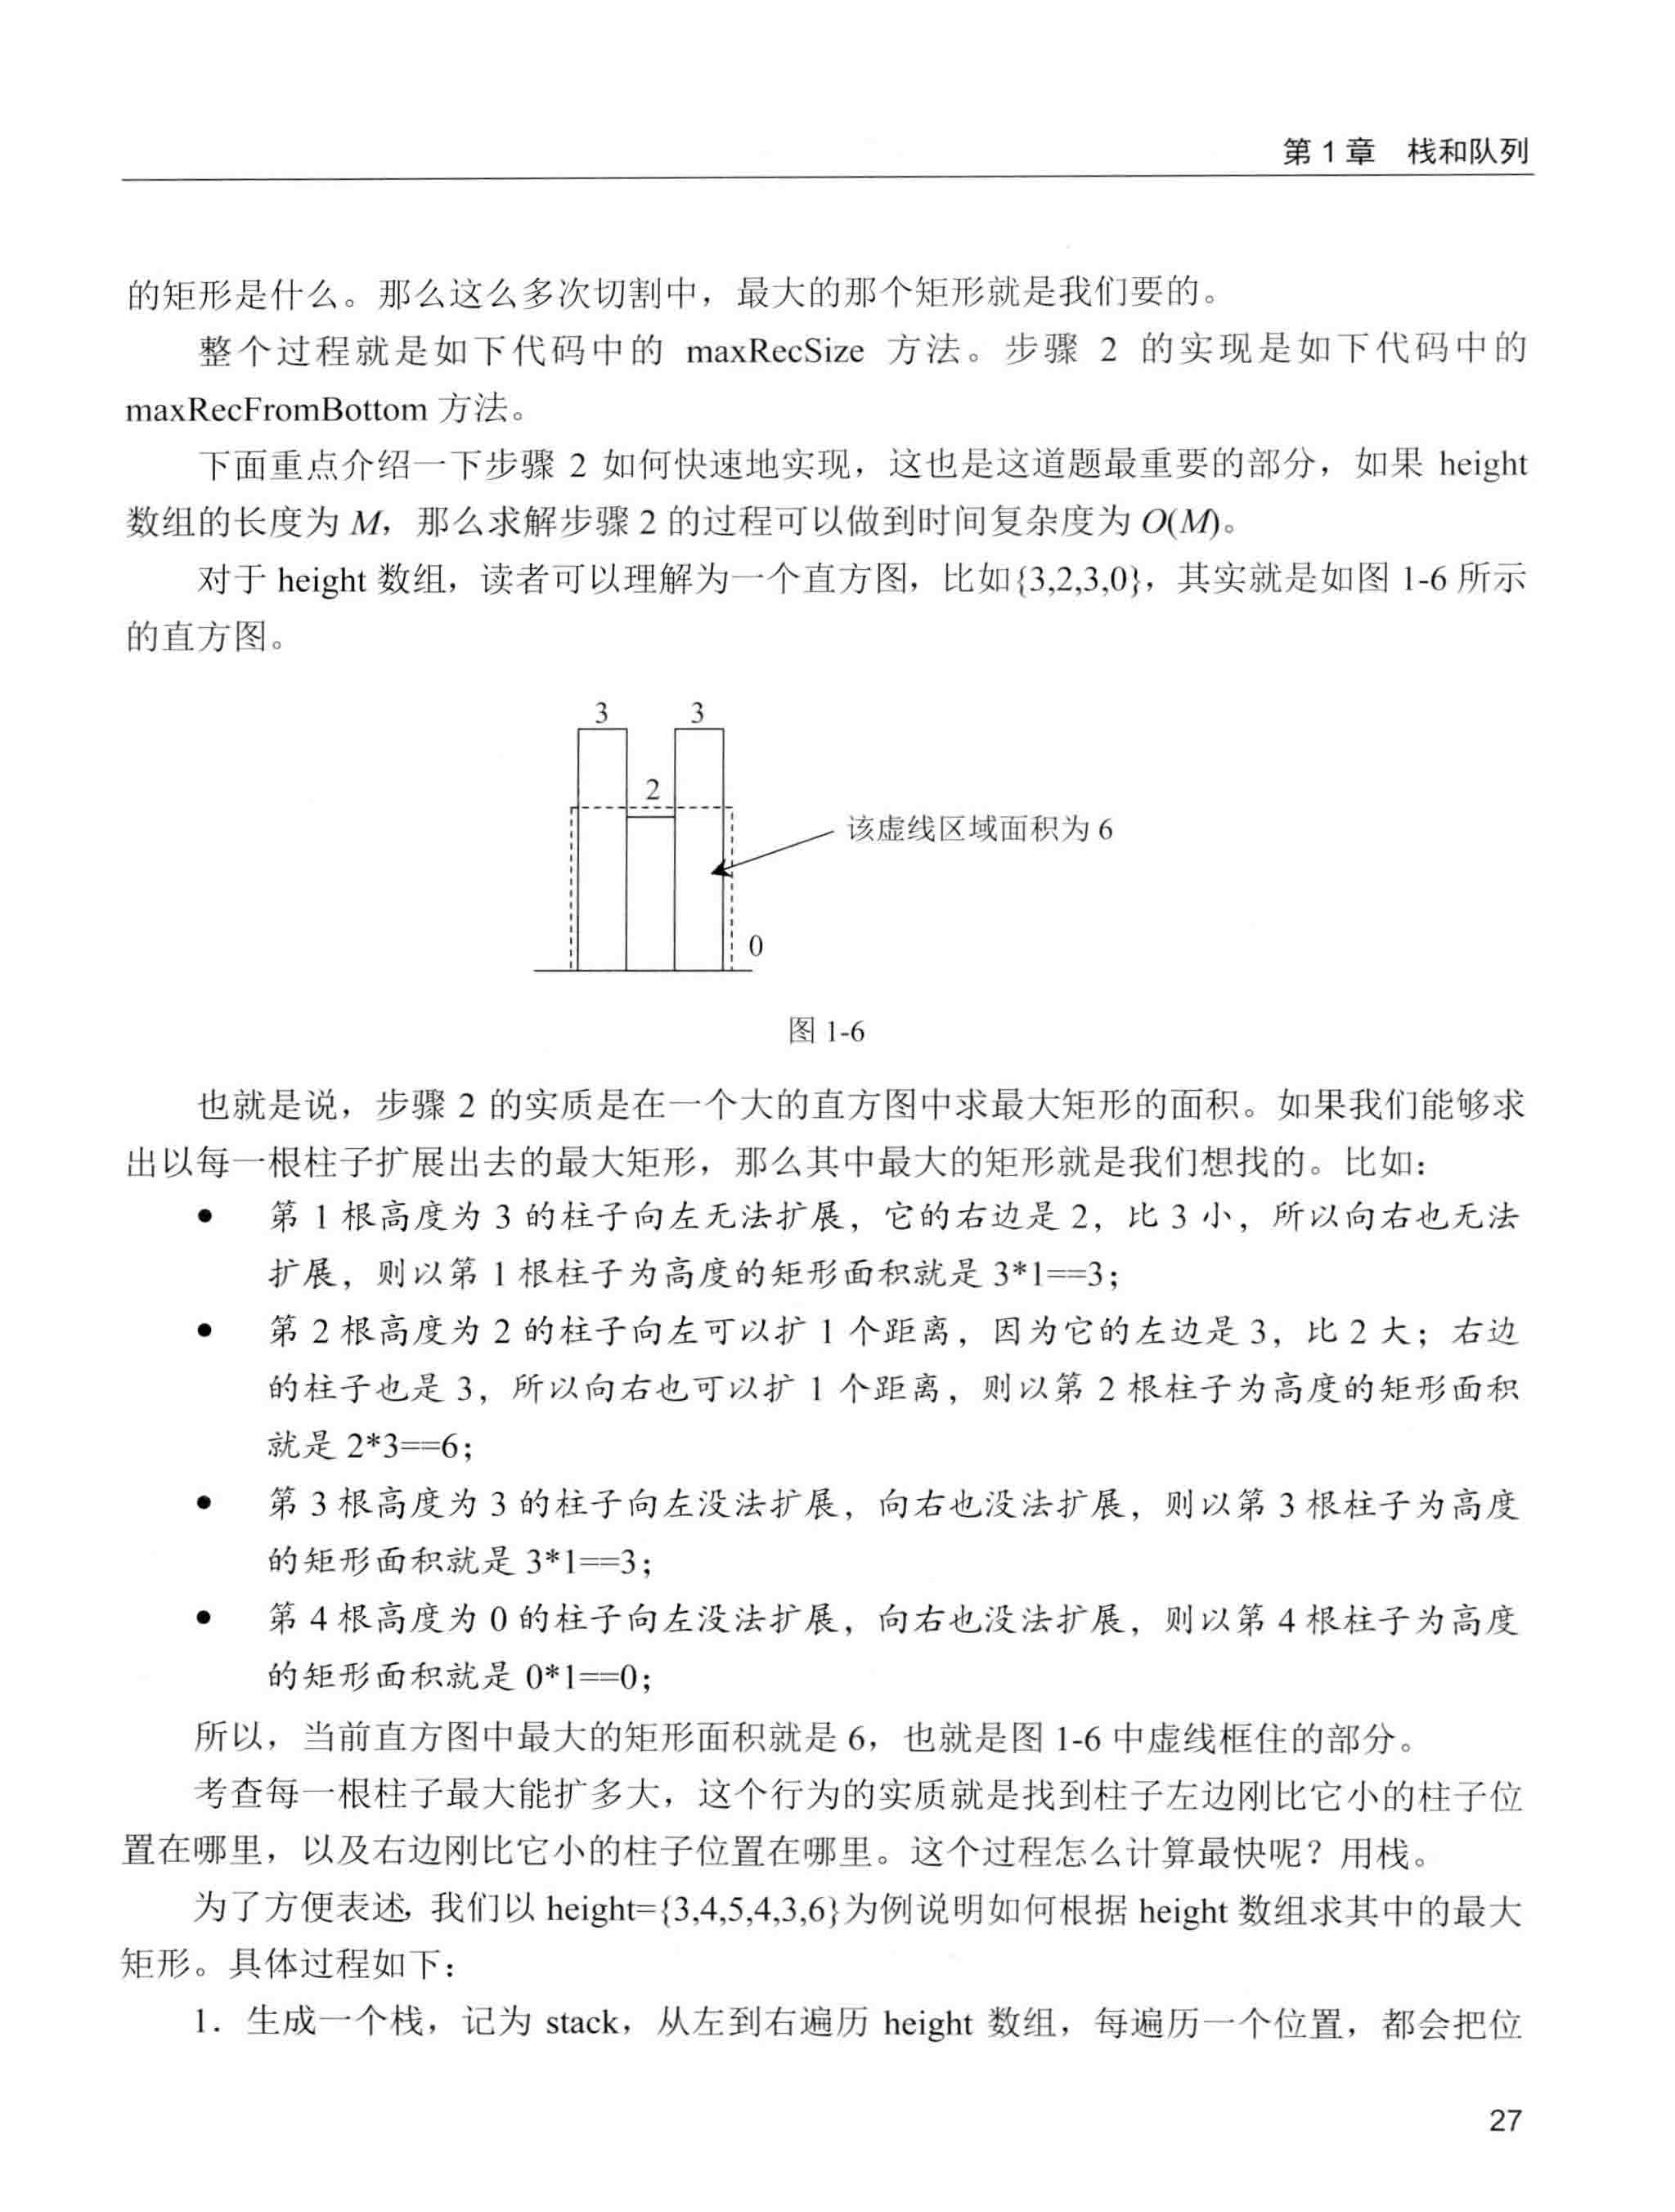 第 1 章 栈和队列
的矩形是什么。那么这么多次切割中，最大的那个矩形就是我们要的。
整个过程就是如下代码中的 maxRecSize 方法。步骤 2 的实现是如下代码中的
maxRecFromBottom 方法。
下面重点介绍一下步骤 2 如何快速地实现，这也是这道题最重要的部分，如果 height
数组的长度为 M，那么求解步骤 2 的过程可以做到时间复杂度为 O(M)。
对于 height 数组，读者可以理解为一个直方图，比如{3,2,3,0}，其实就是如图 1-6 所示
的直方图。
3 3
2
该虚线区域面积为 6
0
图 1-6
也就是说，步骤 2 的实质是在一个大的直方图中求最大矩形的面积。如果我们能够求
出以每一根柱子扩展出去的最大矩形，那么其中最大的矩形就是我们想找的。比如：
● 第 1 根高度为 3 的柱子向左无法扩展，它的右边是 2，比 3 小，所以向右也无法
扩展，则以第 1 根柱子为高度的矩形面积就是 3*1==3；
● 第 2 根高度为 2 的柱子向左可以扩 1 个距离，因为它的左边是 3，比 2 大；右边
的柱子也是 3，所以向右也可以扩 1 个距离，则以第 2 根柱子为高度的矩形面积
就是 2*3==6；
● 第 3 根高度为 3 的柱子向左没法扩展，向右也没法扩展，则以第 3 根柱子为高度
的矩形面积就是 3*1==3；
● 第 4 根高度为 0 的柱子向左没法扩展，向右也没法扩展，则以第 4 根柱子为高度
的矩形面积就是 0*1==0；
所以，当前直方图中最大的矩形面积就是 6，也就是图 1-6 中虚线框住的部分。
考查每一根柱子最大能扩多大，这个行为的实质就是找到柱子左边刚比它小的柱子位
置在哪里，以及右边刚比它小的柱子位置在哪里。这个过程怎么计算最快呢？用栈。
为了方便表述，我们以 height={3,4,5,4,3,6}为例说明如何根据 height 数组求其中的最大
矩形。具体过程如下：
1．生成一个栈，记为 stack，从左到右遍历 height 数组，每遍历一个位置，都会把位
27